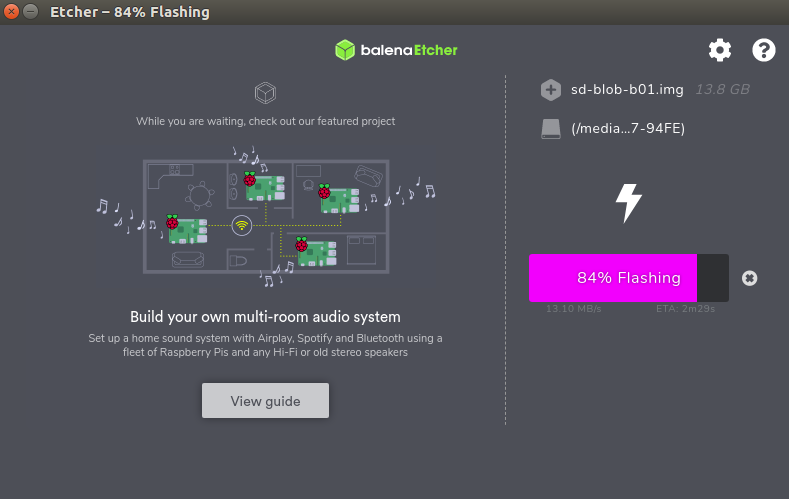 Etcher – 84% Flashing
balenaEtcher
While you are waiting, check out our featured project
Build your own multi-room audio system
Set up a home sound system with Airplay, Spotify and Bluetooth using a
fleet of Raspberry Pis and any Hi-Fi or old stereo speakers
View guide
sd-blob-b01.img 13.8 GB
(/media...7-94FE)
84% Flashing
13.10 MB/s ETA: 2m29s